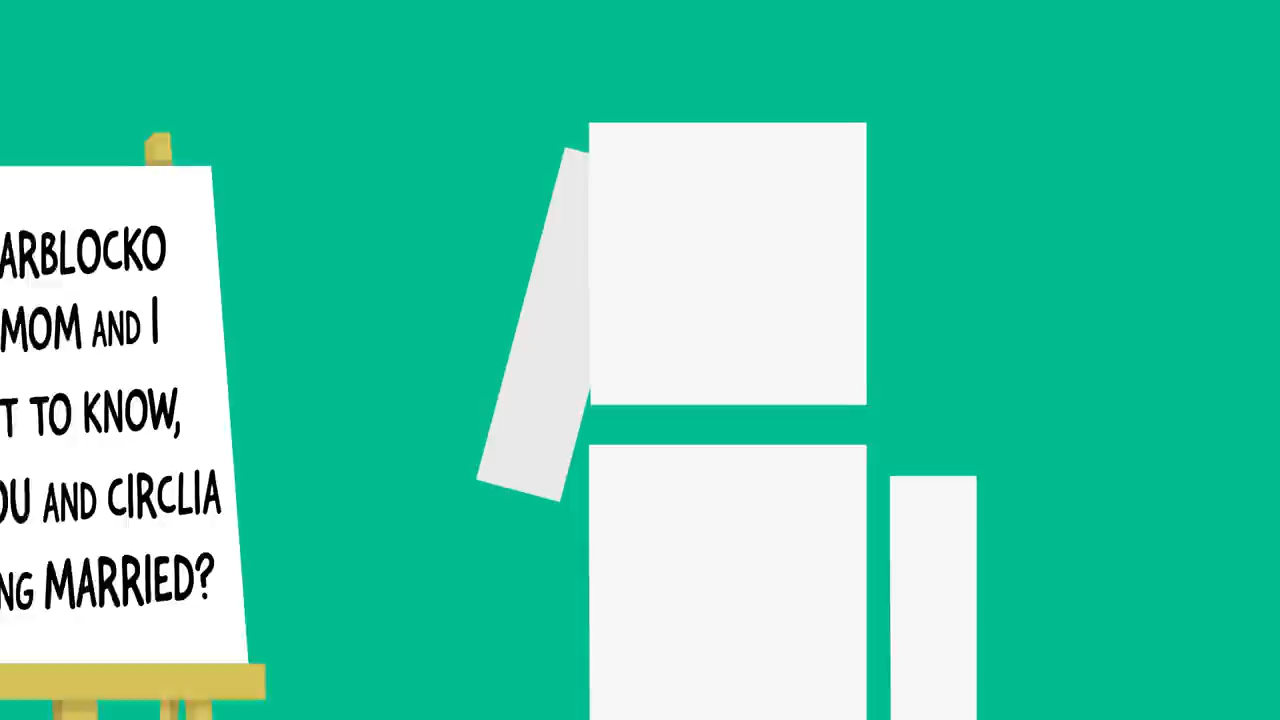 ARBLOCKO
MOM AND I
T TO KNOW,
OU AND CIRCLIA
NG MARRIED?